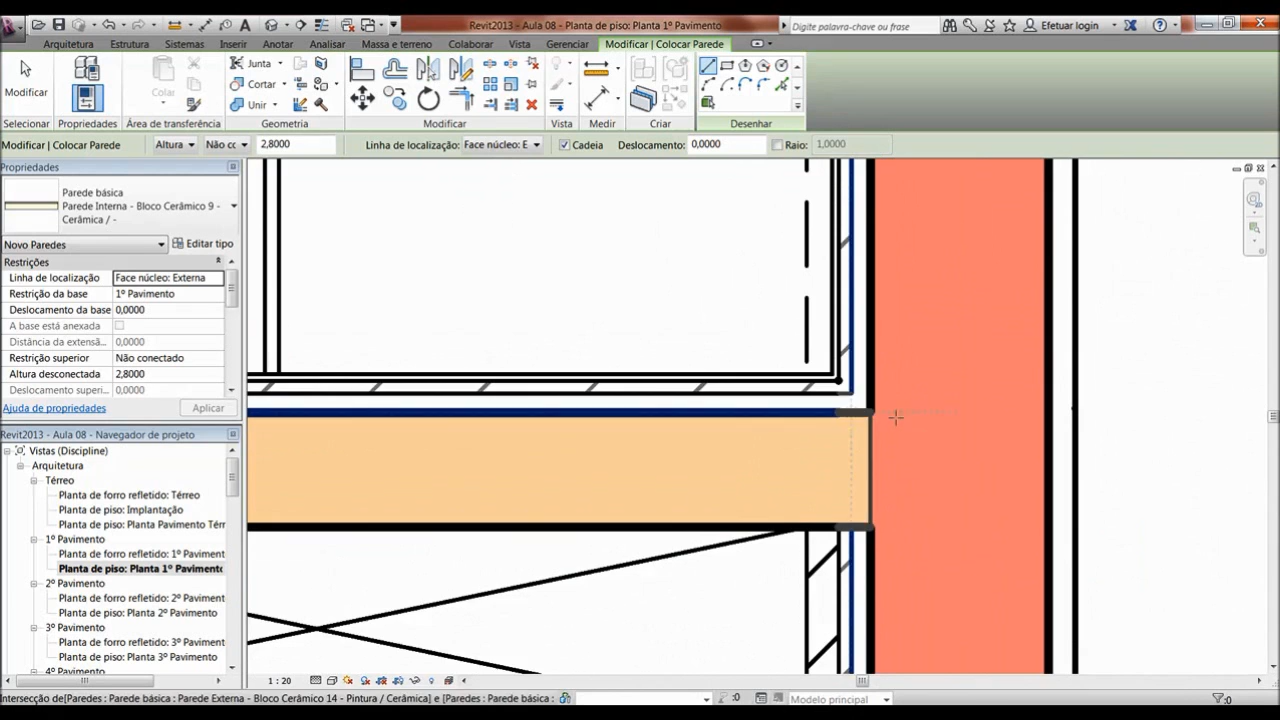 Revit2013 - Aula 08 - Planta de piso: Planta 1º Pavimento
Digite palavra-chave ou frase
Efetuar login
Arquitetura Estrutura Sistemas Inserir Anotar Analisar Massa e terreno Colaborar Vista Gerenciar Modificar | Colocar Parede
Modificar
Colar
Junta
Cortar
Unir
Selecionar Propriedades Área de transferência Geometria Modificar Vista Medir Criar Desenhar
Modificar | Colocar Parede Altura Não cc 2,8000 Linha de localização: Face núcleo: E Cadeia Deslocamento: 0,0000 Raio: 1,0000
Propriedades
Parede básica
Parede Interna - Bloco Cerâmico 9 -
Cerâmica / -
Novo Paredes Editar tipo
Restrições
Linha de localização Face núcleo: Externa
Restrição da base 1º Pavimento
Deslocamento da base 0,0000
A base está anexada
Distância da extensã... 0,0000
Restrição superior Não conectado
Altura desconectada 2,8000
Deslocamento superi... 0,0000
Ajuda de propriedades Aplicar
Revit2013 - Aula 08 - Navegador de projeto
Vistas (Discipline)
Arquitetura
Térreo
Planta de forro refletido: Térreo
Planta de piso: Implantação
Planta de piso: Planta Pavimento Térr
1º Pavimento
Planta de forro refletido: 1º Paviment
Planta de piso: Planta 1º Paviment
2º Pavimento
Planta de forro refletido: 2º Paviment
Planta de piso: Planta 2º Pavimento
3º Pavimento
Planta de forro refletido: 3º Paviment
Planta de piso: Planta 3º Pavimento
4º Pavimento
1 : 20
Intersecção de[Paredes : Parede básica : Parede Externa - Bloco Cerâmico 14 - Pintura / Cerâmica] e [Paredes : Parede básica : :0 Modelo principal :0